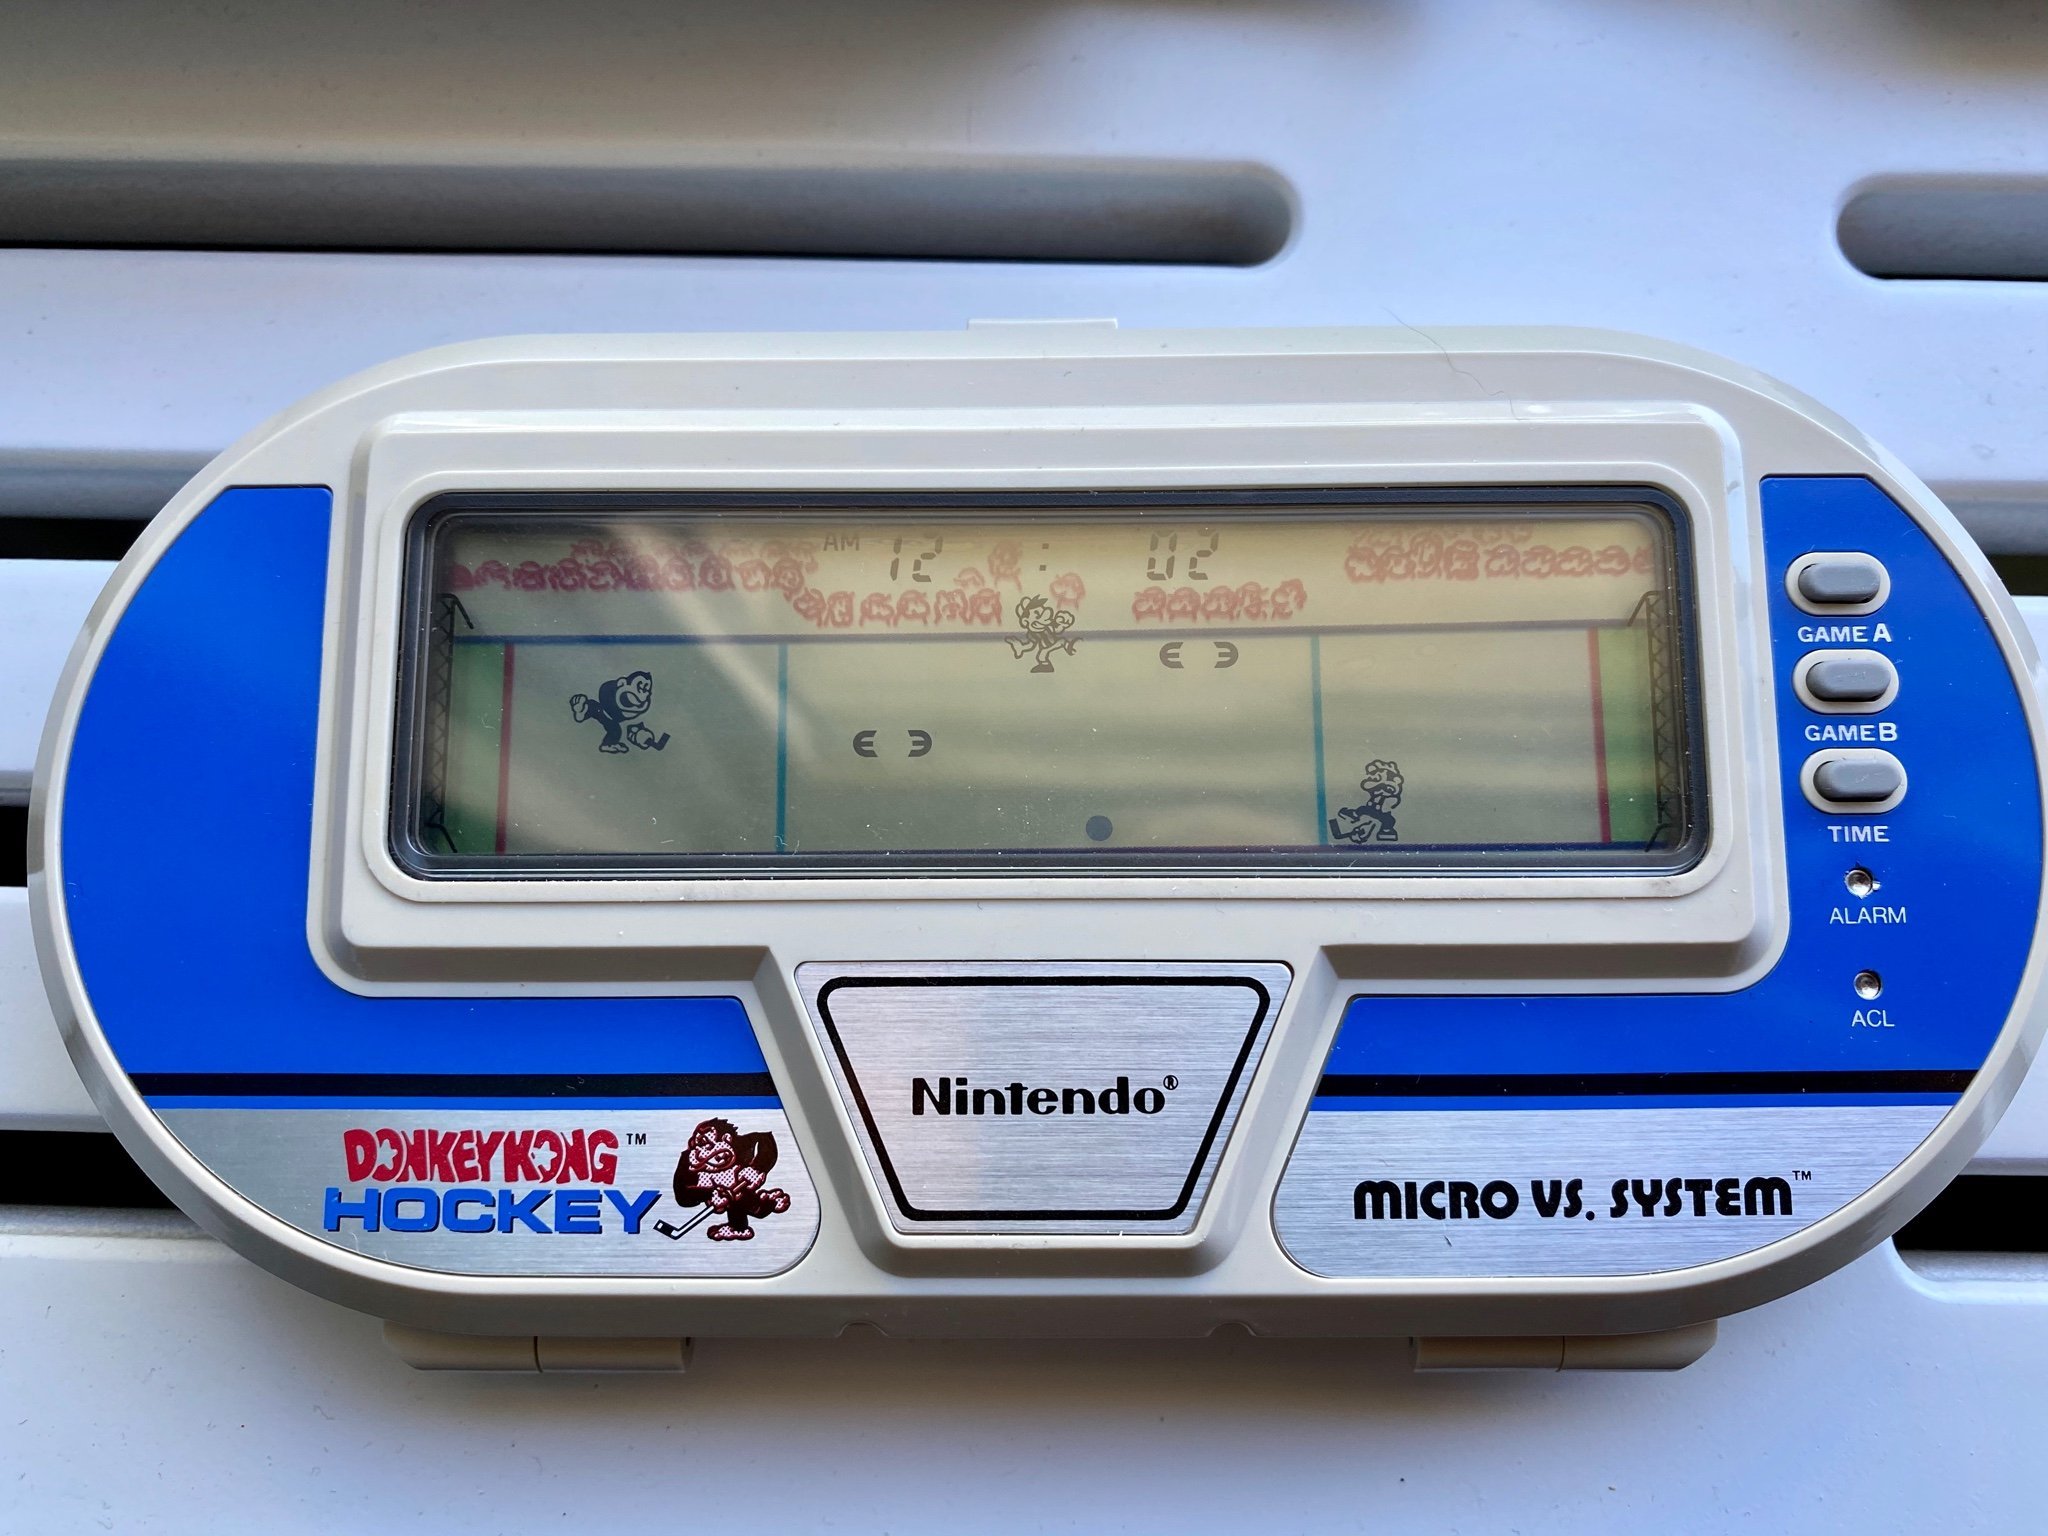 AM 12 : 02
GAME A
GAME B
TIME
ALARM
ACL
Nintendo®
DONKEY KONG™
HOCKEY
MICRO VS. SYSTEM™